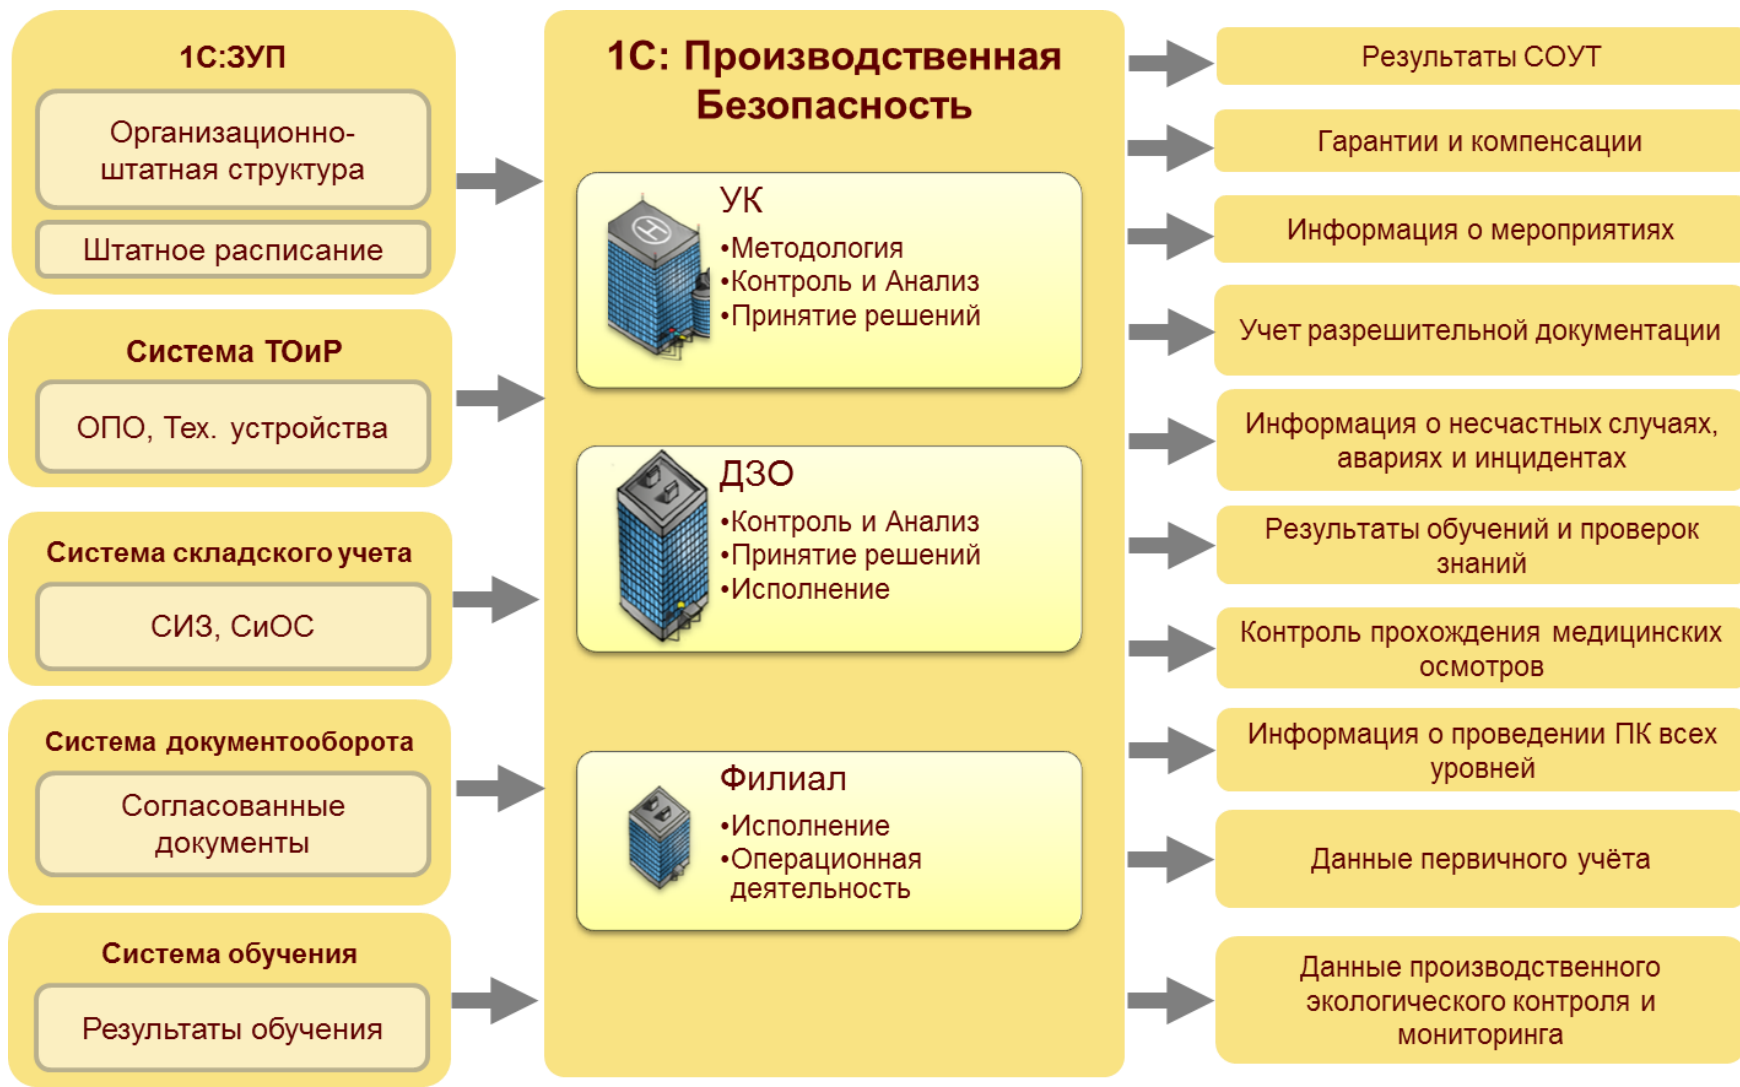 1С:ЗУП
Организационно-
штатная структура
Штатное расписание
Система ТОиР
ОПО, Тех. устройства
Система складского учета
СИЗ, СиОС
Система документооборота
Согласованные
документы
Система обучения
Результаты обучения
1С: Производственная
Безопасность
УК
•Методология
•Контроль и Анализ
•Принятие решений
ДЗО
•Контроль и Анализ
•Принятие решений
•Исполнение
Филиал
•Исполнение
•Операционная
деятельность
Результаты СОУТ
Гарантии и компенсации
Информация о мероприятиях
Учет разрешительной документации
Информация о несчастных случаях,
авариях и инцидентах
Результаты обучений и проверок
знаний
Контроль прохождения медицинских
осмотров
Информация о проведении ПК всех
уровней
Данные первичного учёта
Данные производственного
экологического контроля и
мониторинга